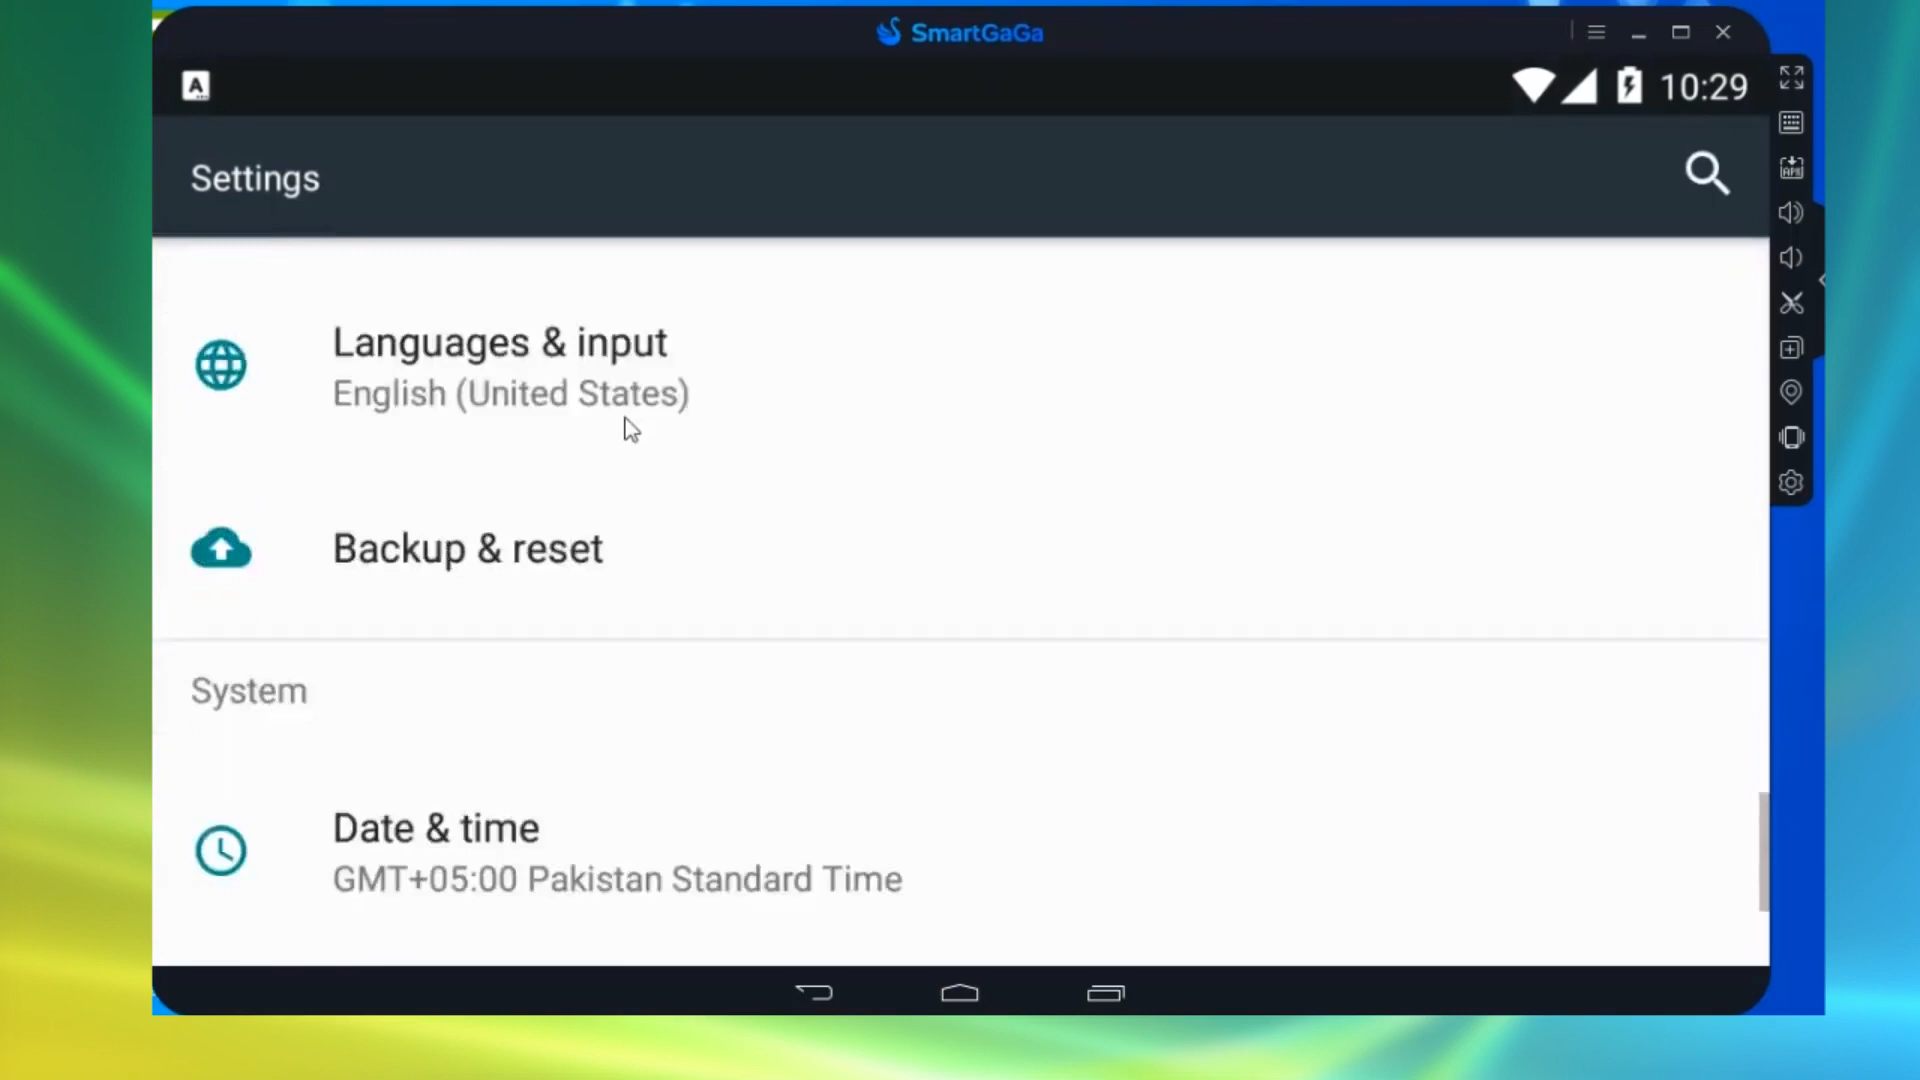 SmartGaGa
A
10:29
Settings
APK
Languages & input
English (United States)
Backup & reset
System
Date & time
GMT+05:00 Pakistan Standard Time